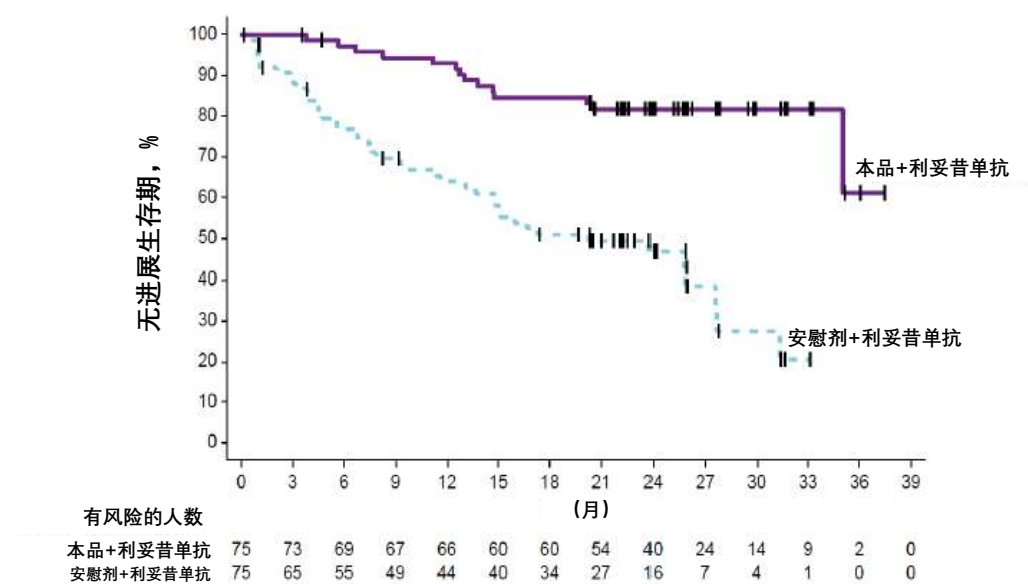 无进展生存期，%
100
90
80
70
60
50
40
30
20
10
0
本品+利妥昔单抗
安慰剂+利妥昔单抗
0 3 6 9 12 15 18 21 24 27 30 33 36 39
(月)
有风险的人数
本品+利妥昔单抗 75 73 69 67 66 60 60 54 40 24 14 9 2 0
安慰剂+利妥昔单抗 75 65 55 49 44 40 34 27 16 7 4 1 0 0